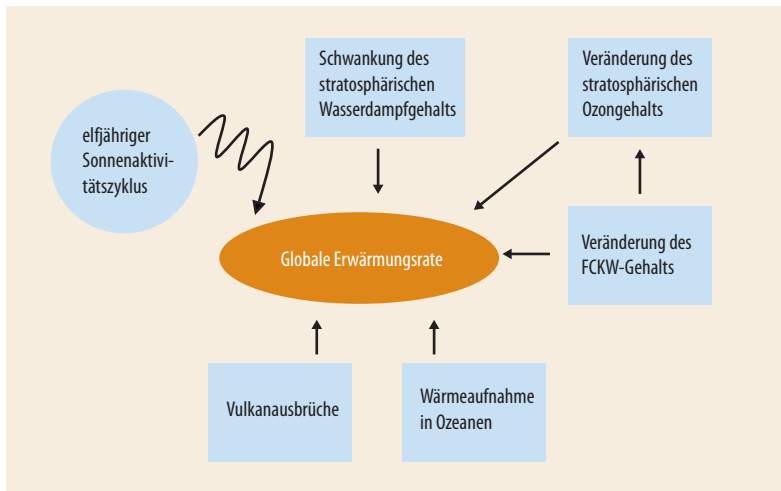 Schwankung des
stratosphärischen
Wasserdampfgehalts
Veränderung des
stratosphärischen
Ozongehalts
elfjähriger
Sonnenaktivi-
tätszyklus
Globale Erwärmungsrate
Veränderung des
FCKW-Gehalts
Vulkanausbrüche
Wärmeaufnahme
in Ozeanen